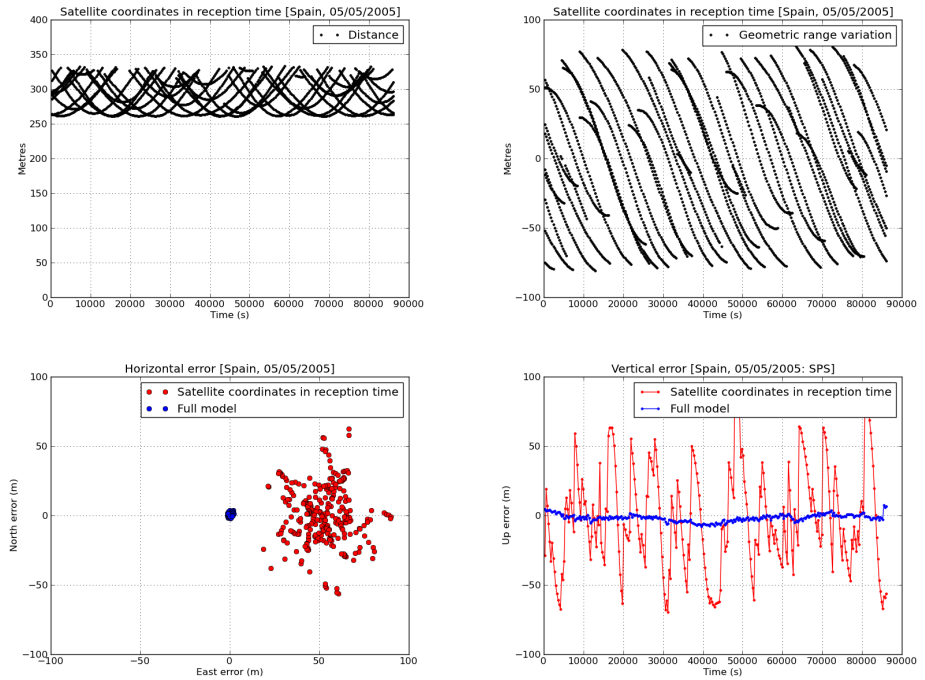 Satellite coordinates in reception time [Spain, 05/05/2005]
400
350
300
250
200
150
100
50
0
Metres
Distance
0 10000 20000 30000 40000 50000 60000 70000 80000 90000
Time (s)
Satellite coordinates in reception time [Spain, 05/05/2005]
100
50
0
−50
−100
Metres
Geometric range variation
0 10000 20000 30000 40000 50000 60000 70000 80000 90000
Time (s)
Horizontal error [Spain, 05/05/2005]
100
50
0
−50
−100
North error (m)
Satellite coordinates in reception time
Full model
−100 −50 0 50 100
East error (m)
Vertical error [Spain, 05/05/2005: SPS]
100
50
0
−50
−100
Up error (m)
Satellite coordinates in reception time
Full model
0 10000 20000 30000 40000 50000 60000 70000 80000 90000
Time (s)